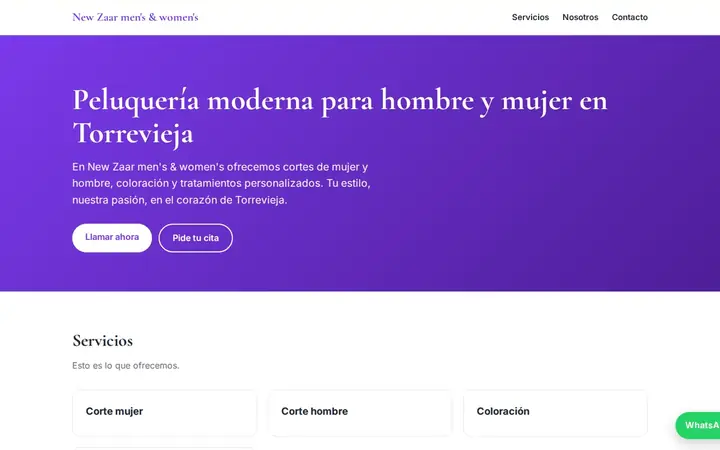 New Zaar men's & women's
Servicios Nosotros Contacto
Peluquería moderna para hombre y mujer en
Torrevieja
En New Zaar men's & women's ofrecemos cortes de mujer y
hombre, coloración y tratamientos personalizados. Tu estilo,
nuestra pasión, en el corazón de Torrevieja.
Llamar ahora
Pide tu cita
Servicios
Esto es lo que ofrecemos.
Corte mujer
Corte hombre
Coloración
WhatsA